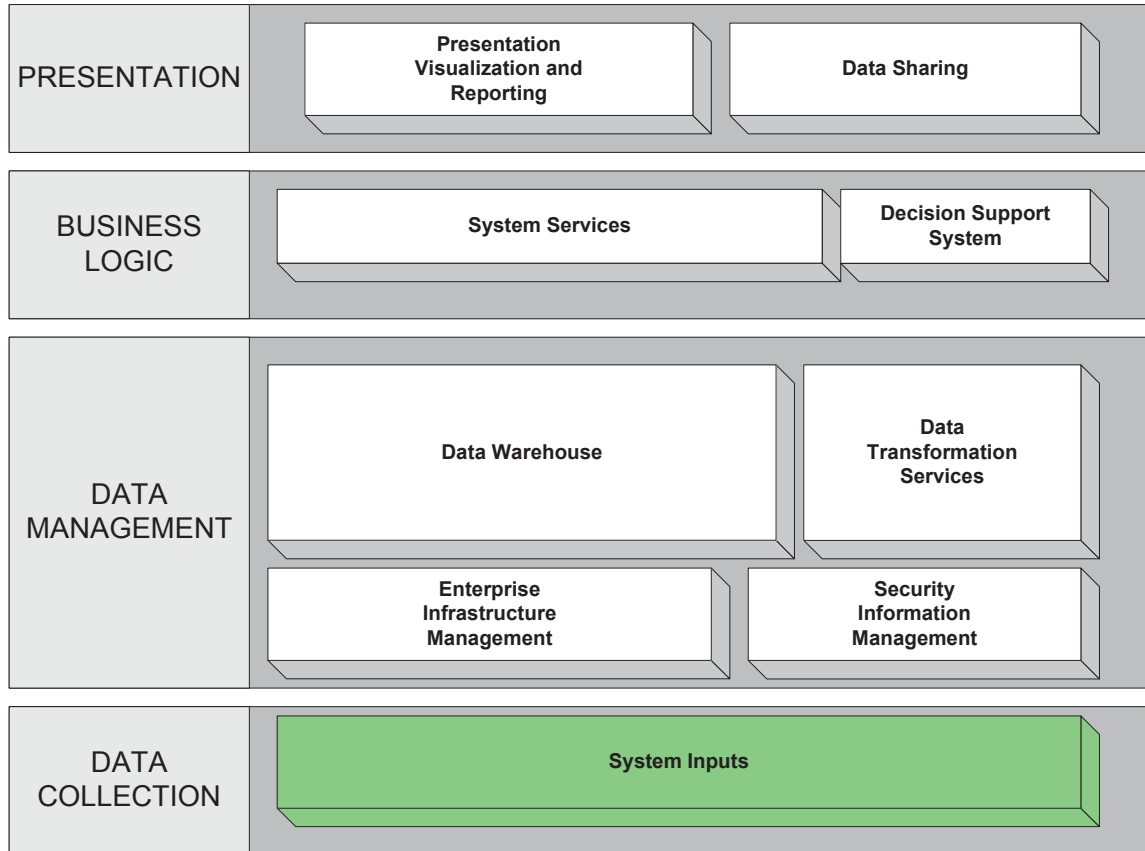 PRESENTATION
Presentation
Visualization and
Reporting
Data Sharing
BUSINESS
LOGIC
System Services
Decision Support
System
DATA
MANAGEMENT
Data Warehouse
Data
Transformation
Services
Enterprise
Infrastructure
Management
Security
Information
Management
DATA
COLLECTION
System Inputs